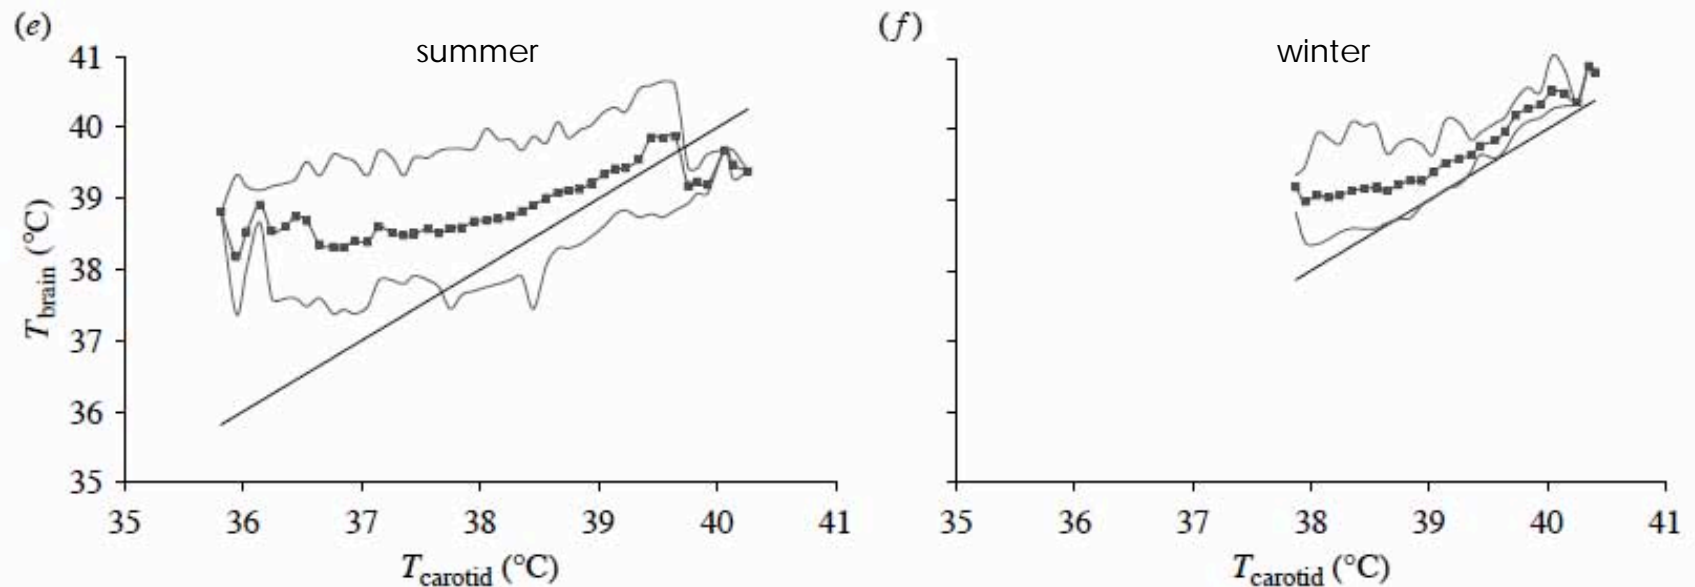 (e)
summer
41
40
39
38
37
36
35
T_brain (°C)
35 36 37 38 39 40 41
T_carotid (°C)
(f)
winter
35 36 37 38 39 40 41
T_carotid (°C)